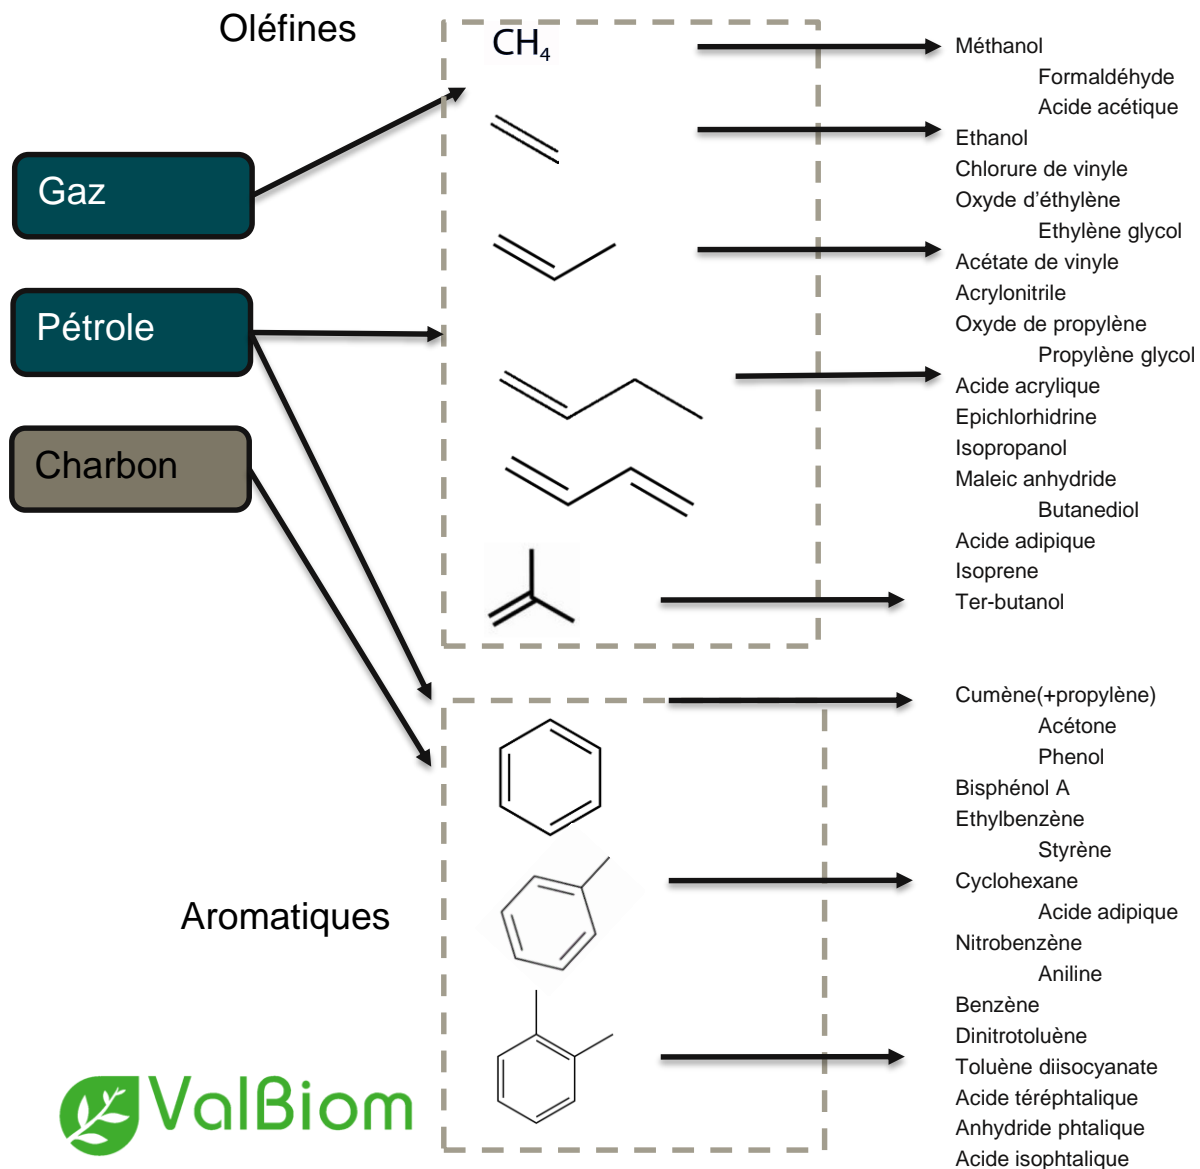 Oléfines
CH4
Gaz
Pétrole
Charbon
Méthanol
Formaldéhyde
Acide acétique
Ethanol
Chlorure de vinyle
Oxyde d'éthylène
Ethylène glycol
Acétate de vinyle
Acrylonitrile
Oxyde de propylène
Propylène glycol
Acide acrylique
Epichlorhidrine
Isopropanol
Maleic anhydride
Butanediol
Acide adipique
Isoprene
Ter-butanol
Aromatiques
Cumène(+propylène)
Acétone
Phenol
Bisphénol A
Ethylbenzène
Styrène
Cyclohexane
Acide adipique
Nitrobenzène
Aniline
Benzène
Dinitrotoluène
Toluène diisocyanate
Acide téréphtalique
Anhydride phtalique
Acide isophtalique
ValBiom